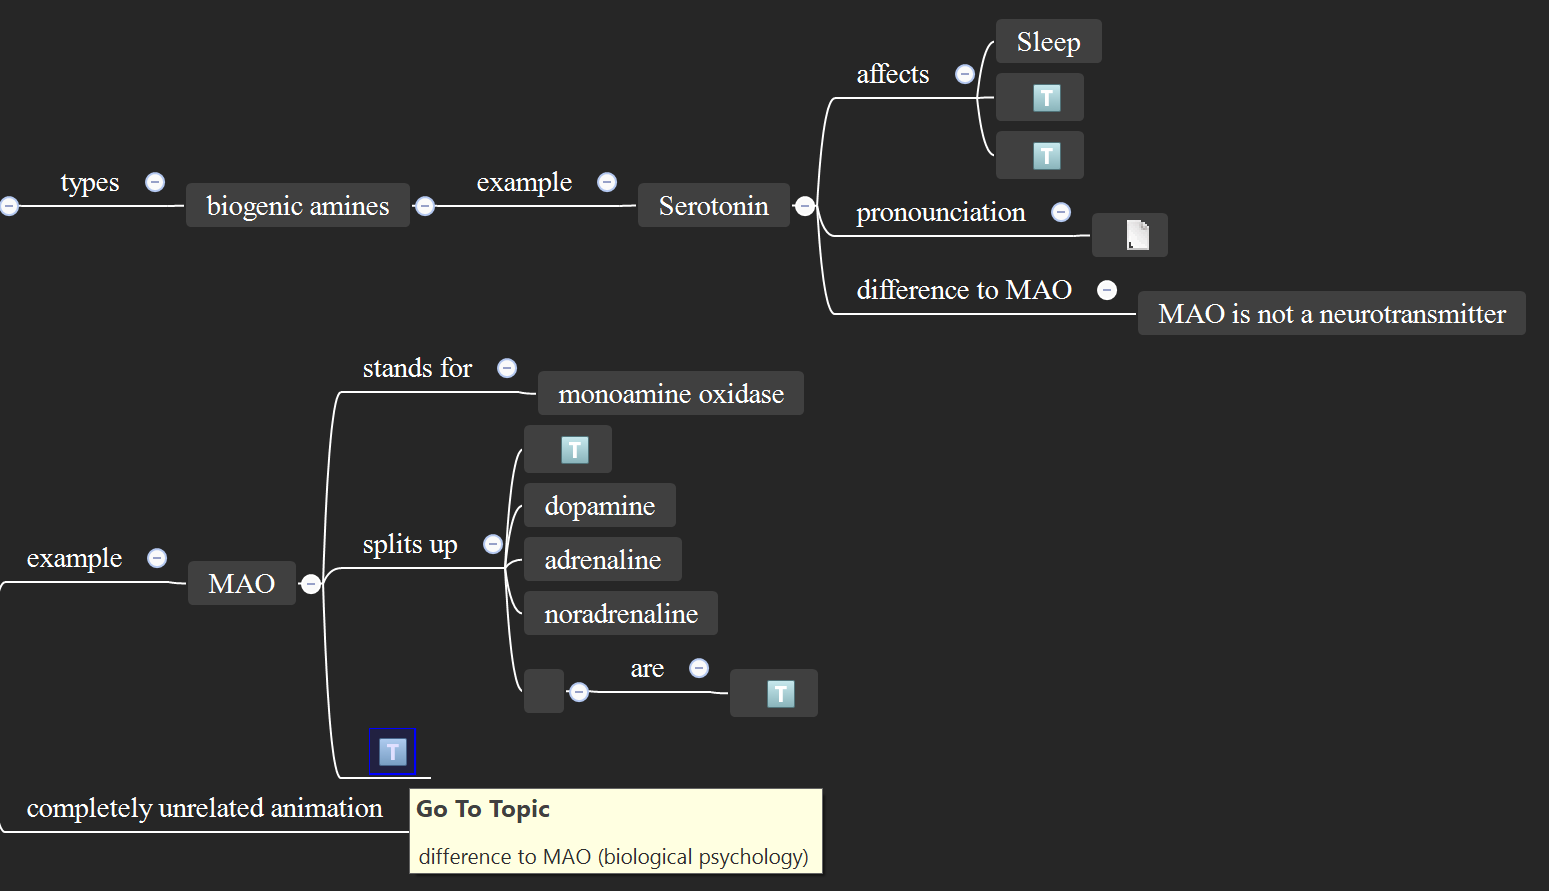 Sleep
affects
T
T
types
example
biogenic amines
Serotonin
pronounciation
difference to MAO
MAO is not a neurotransmitter
stands for
monoamine oxidase
T
dopamine
splits up
adrenaline
example
MAO
noradrenaline
are
T
T
completely unrelated animation
Go To Topic
difference to MAO (biological psychology)